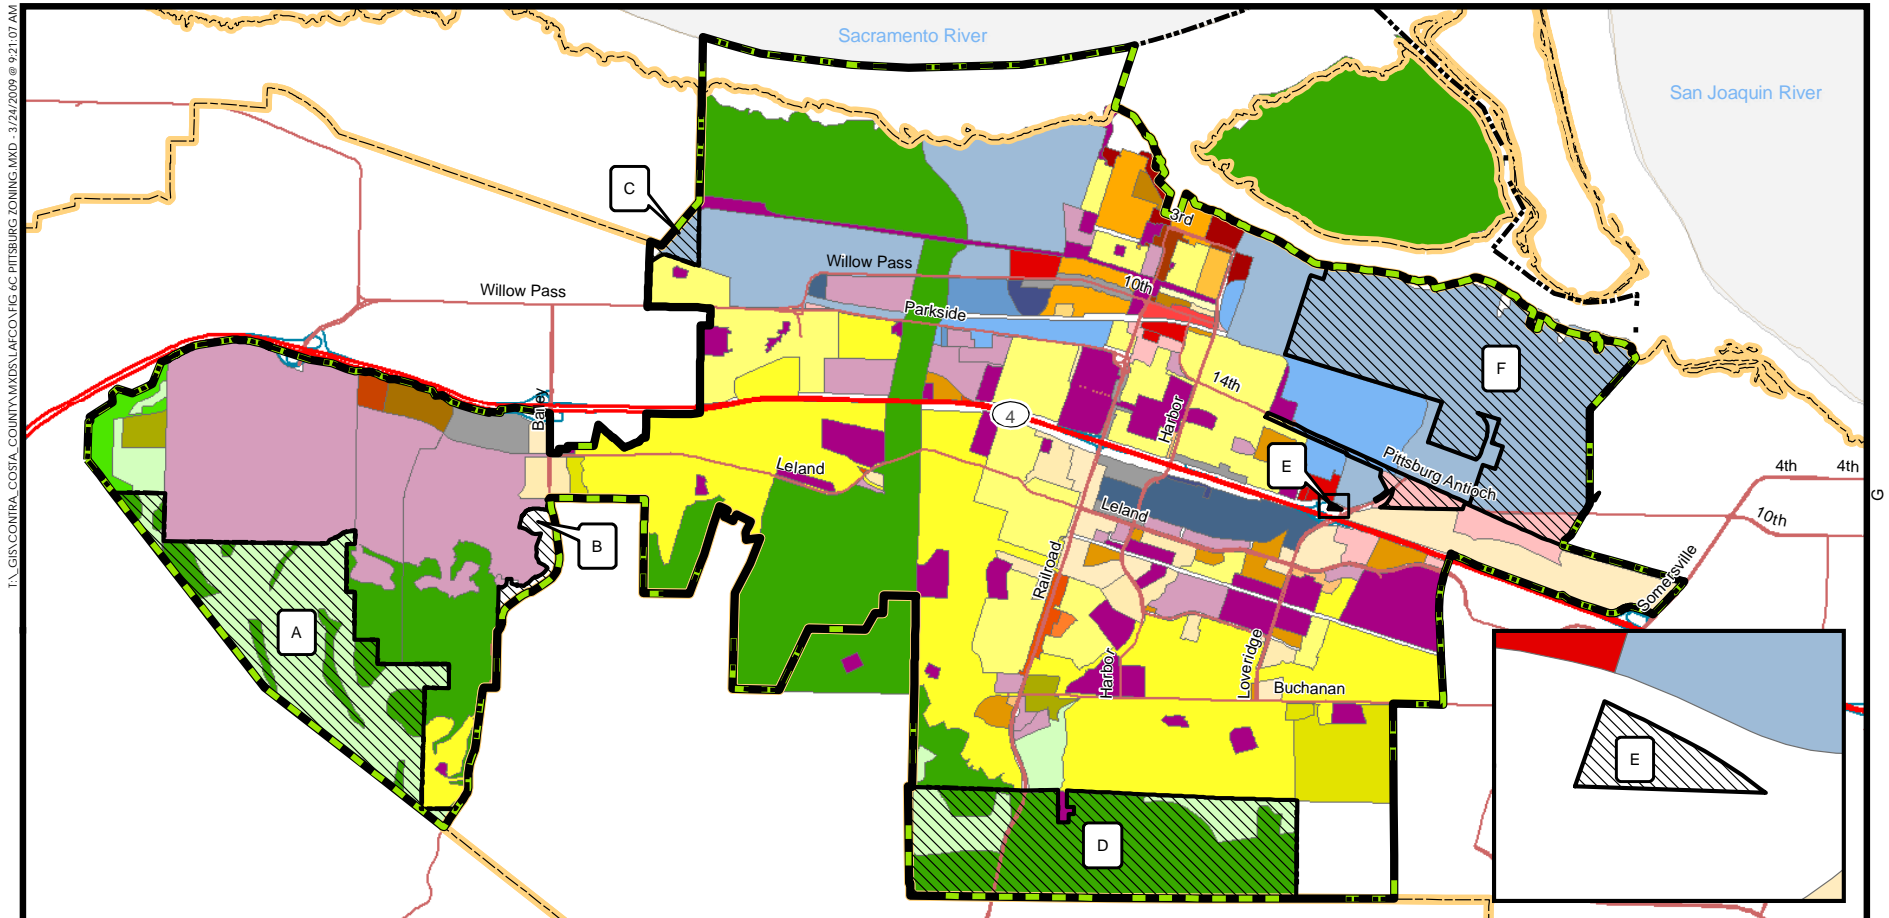 T:\_GIS\CONTRA_COSTA_COUNTY\MXDS\LAFCO\FIG 6C PITTSBURG ZONING.MXD - 3/24/2009 @ 9:21:07 AM
Sacramento River
San Joaquin River
C
3rd
Willow Pass
Willow Pass
10th
Parkside
F
14th
Bailey
4
Harbor
E
Pittsburg Antioch
Leland
4th
4th
G
Leland
10th
B
Railroad
Somersville
A
Harbor
Loveridge
Buchanan
E
D